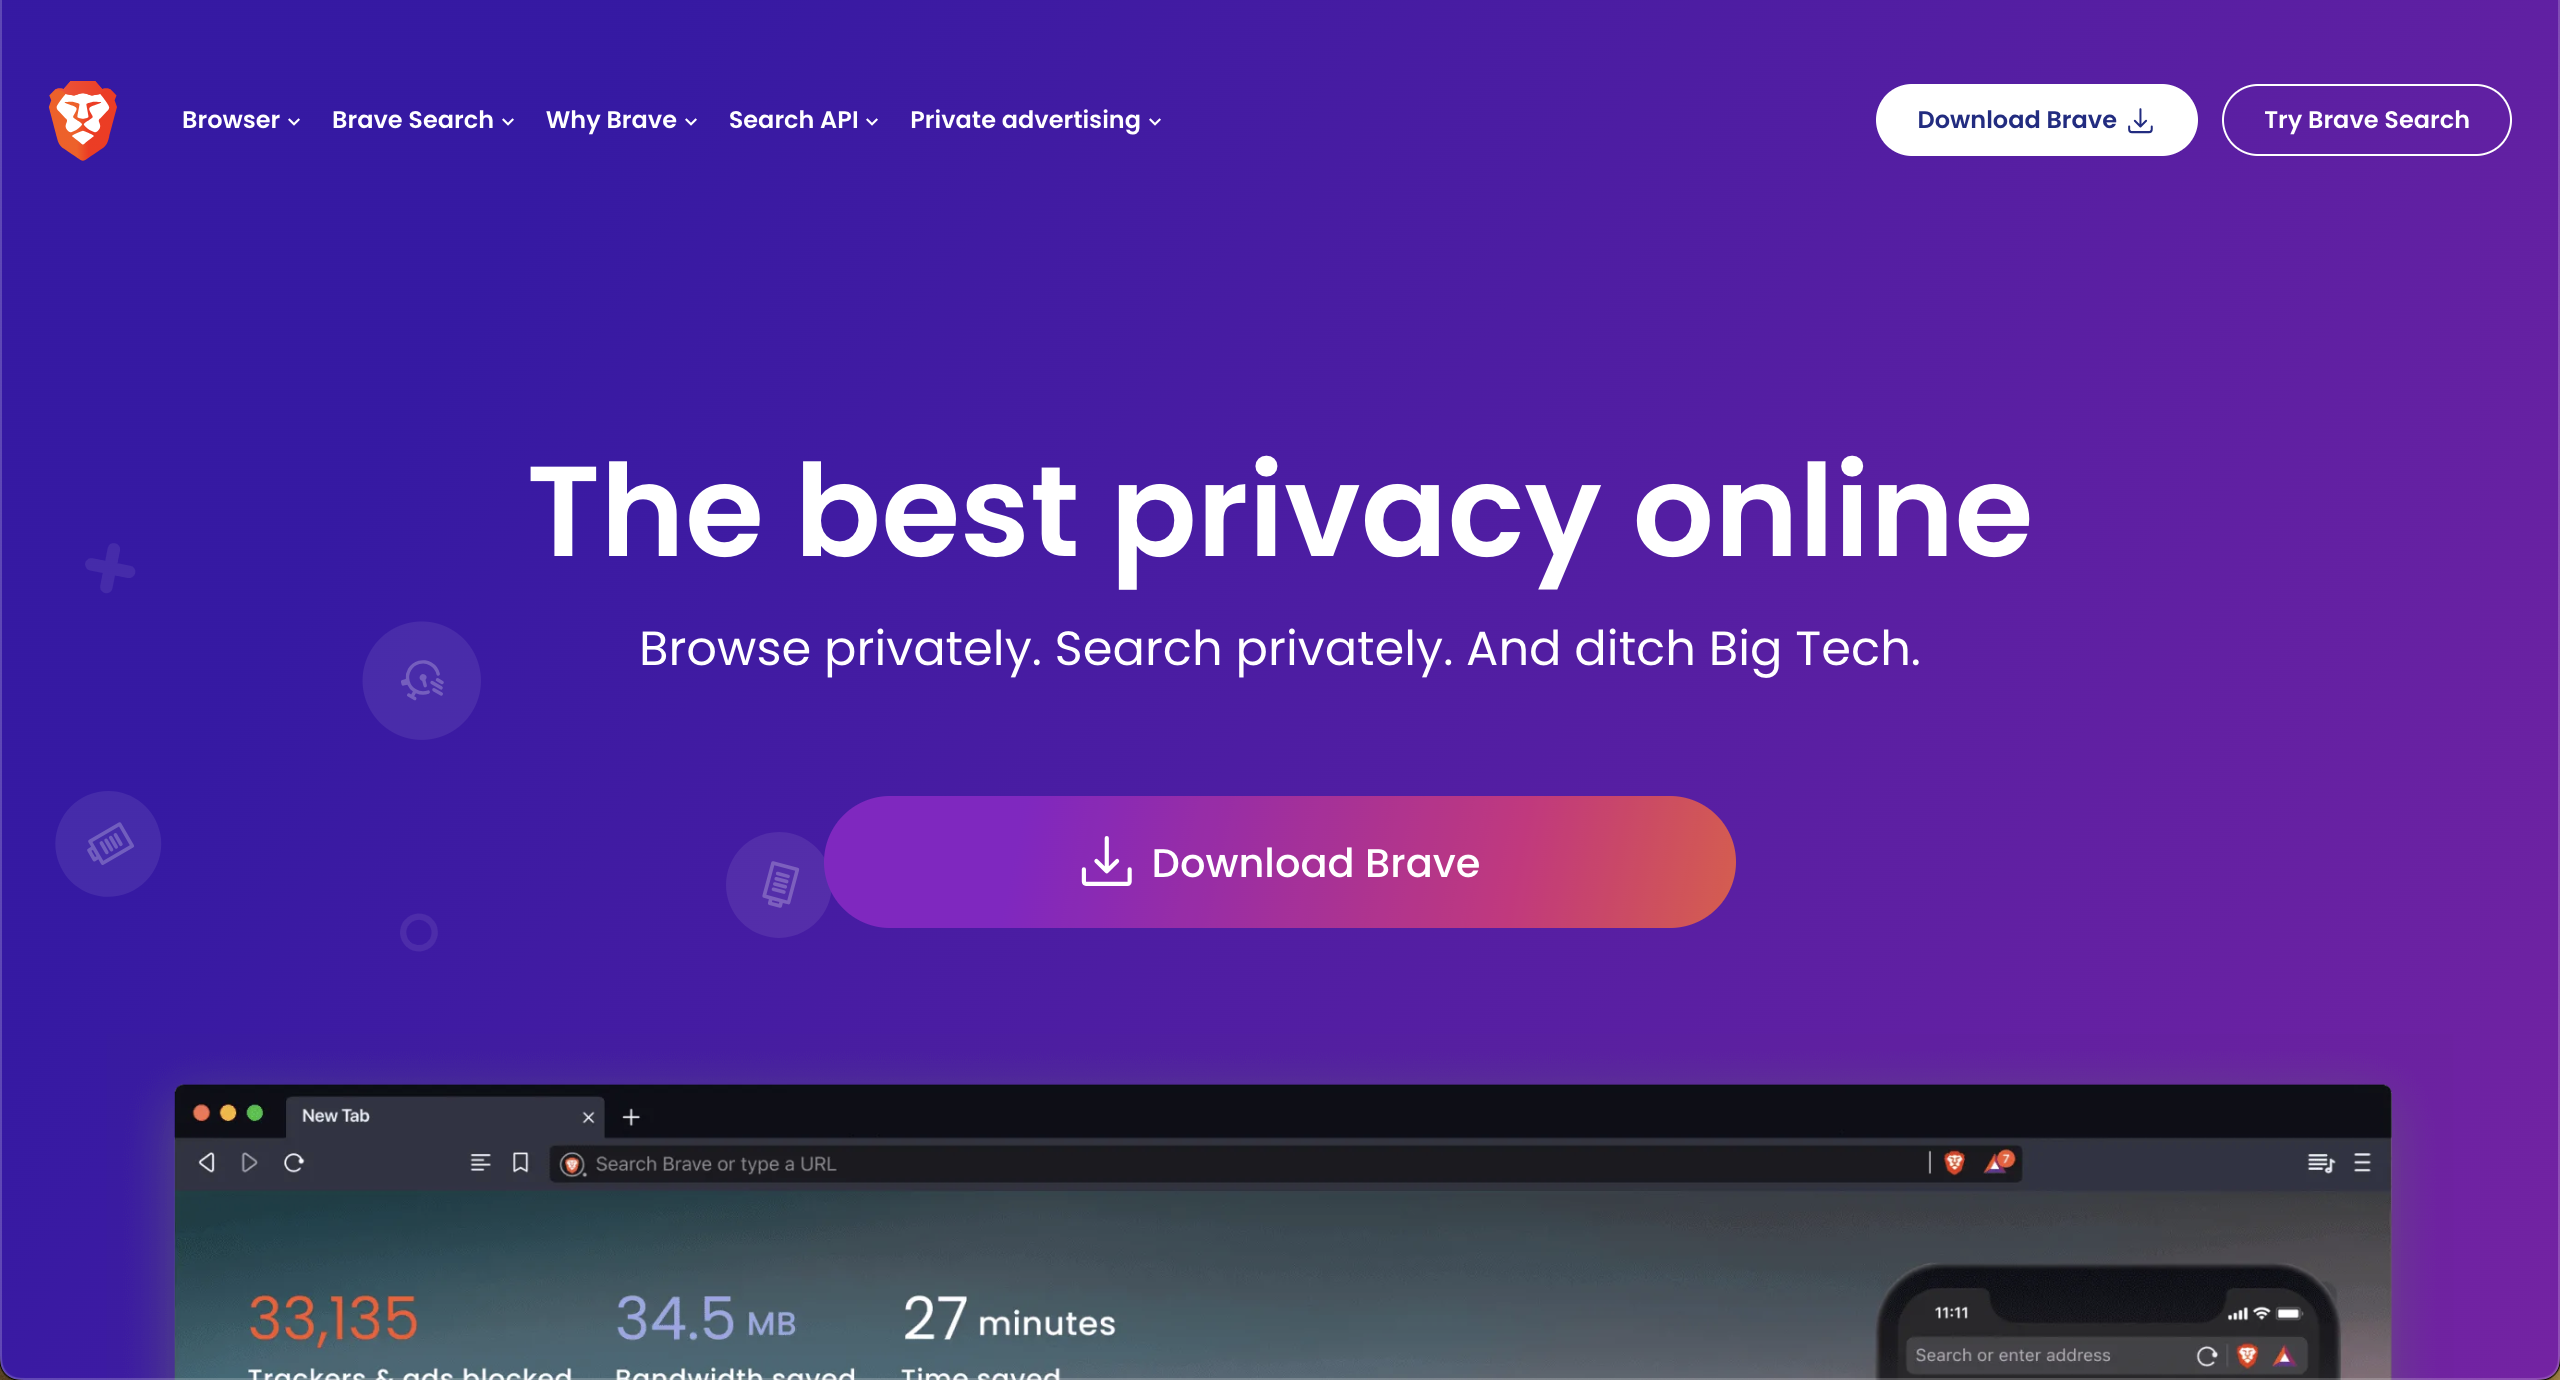 Browser
Brave Search
Why Brave
Search API
Private advertising
Download Brave
Try Brave Search
The best privacy online
Browse privately. Search privately. And ditch Big Tech.
Download Brave
New Tab
Search Brave or type a URL
7
33,135
34.5 MB
27 minutes
Trackers & ads blocked
Bandwidth saved
Time saved
11:11
Search or enter address